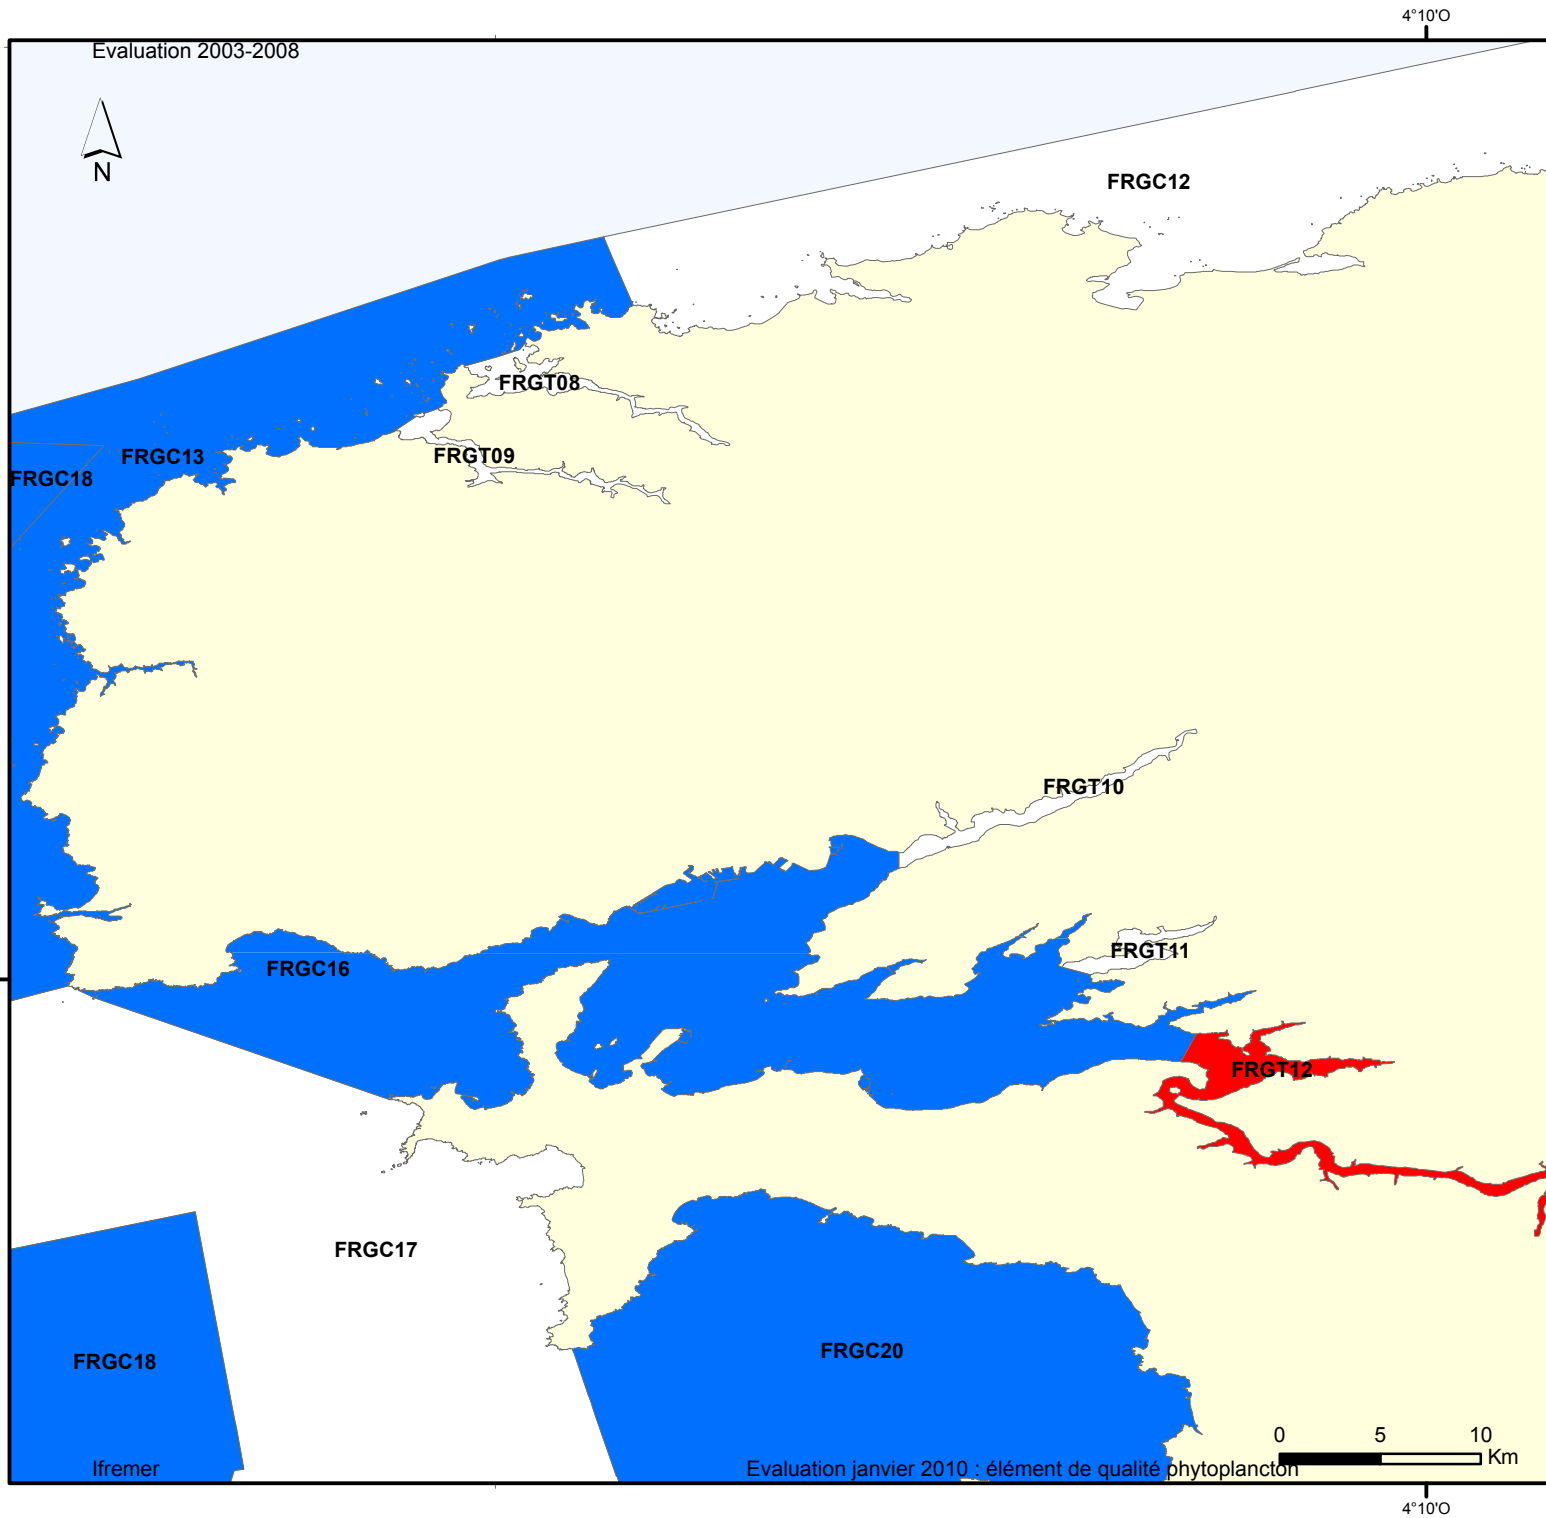 4°10'O
Evaluation 2003-2008
N
FRGC12
FRGT08
FRGT09
FRGC13
FRGC18
FRGT10
FRGT11
FRGC16
FRGT12
FRGC17
FRGC20
FRGC18
0 5 10
Km
Ifremer
Evaluation janvier 2010 : élément de qualité phytoplancton
4°10'O